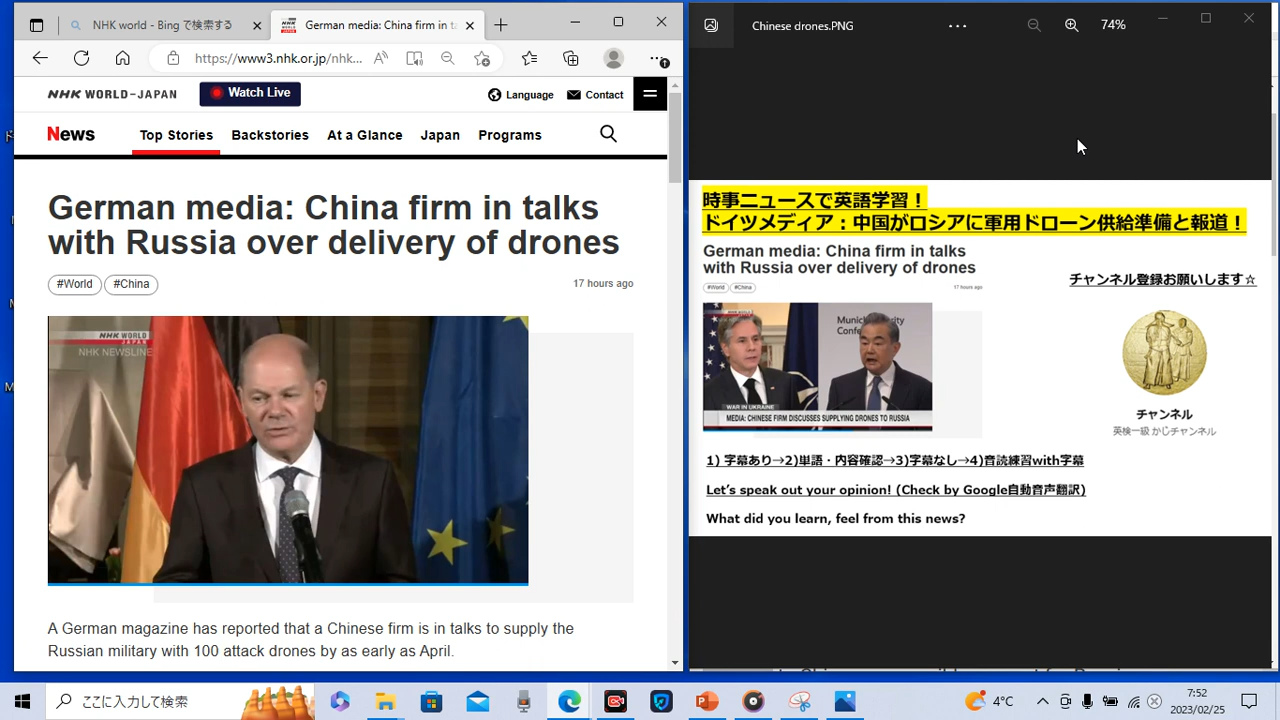 NHK world - Bing で検索する
German media: China firm in ta
https://www3.nhk.or.jp/nhk...
NHK WORLD-JAPAN
Watch Live
Language
Contact
News
Top Stories
Backstories
At a Glance
Japan
Programs
German media: China firm in talks
with Russia over delivery of drones
#World
#China
17 hours ago
NHK WORLD
NHK NEWSLINE
A German magazine has reported that a Chinese firm is in talks to supply the
Russian military with 100 attack drones by as early as April.
Chinese drones.PNG
74%
時事ニュースで英語学習！
ドイツメディア：中国がロシアに軍用ドローン供給準備と報道！
German media: China firm in talks
with Russia over delivery of drones
#World
#China
17 hours ago
チャンネル登録お願いします☆
WAR IN UKRAINE
MEDIA: CHINESE FIRM DISCUSSES SUPPLYING DRONES TO RUSSIA
チャンネル
英検一級 かじチャンネル
1) 字幕あり→2)単語・内容確認→3)字幕なし→4)音読練習with字幕
Let's speak out your opinion! (Check by Google自動音声翻訳)
What did you learn, feel from this news?
ここに入力して検索
4°C
7:52
2023/02/25